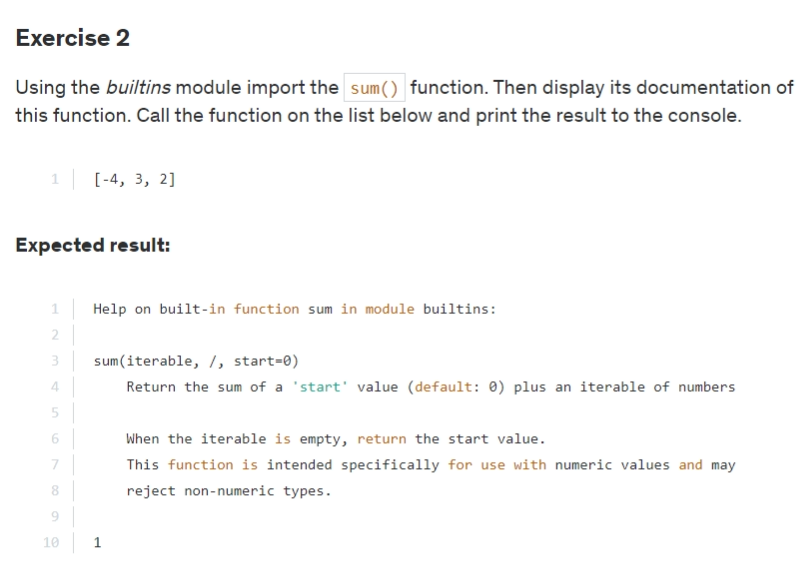 Exercise 2
Using the builtins module import the sum() function. Then display its documentation of
this function. Call the function on the list below and print the result to the console.
1 [-4, 3, 2]
Expected result:
1 Help on built-in function sum in module builtins:
2
3 sum(iterable, /, start=0)
4 Return the sum of a 'start' value (default: 0) plus an iterable of numbers
5
6 When the iterable is empty, return the start value.
7 This function is intended specifically for use with numeric values and may
8 reject non-numeric types.
9
10 1